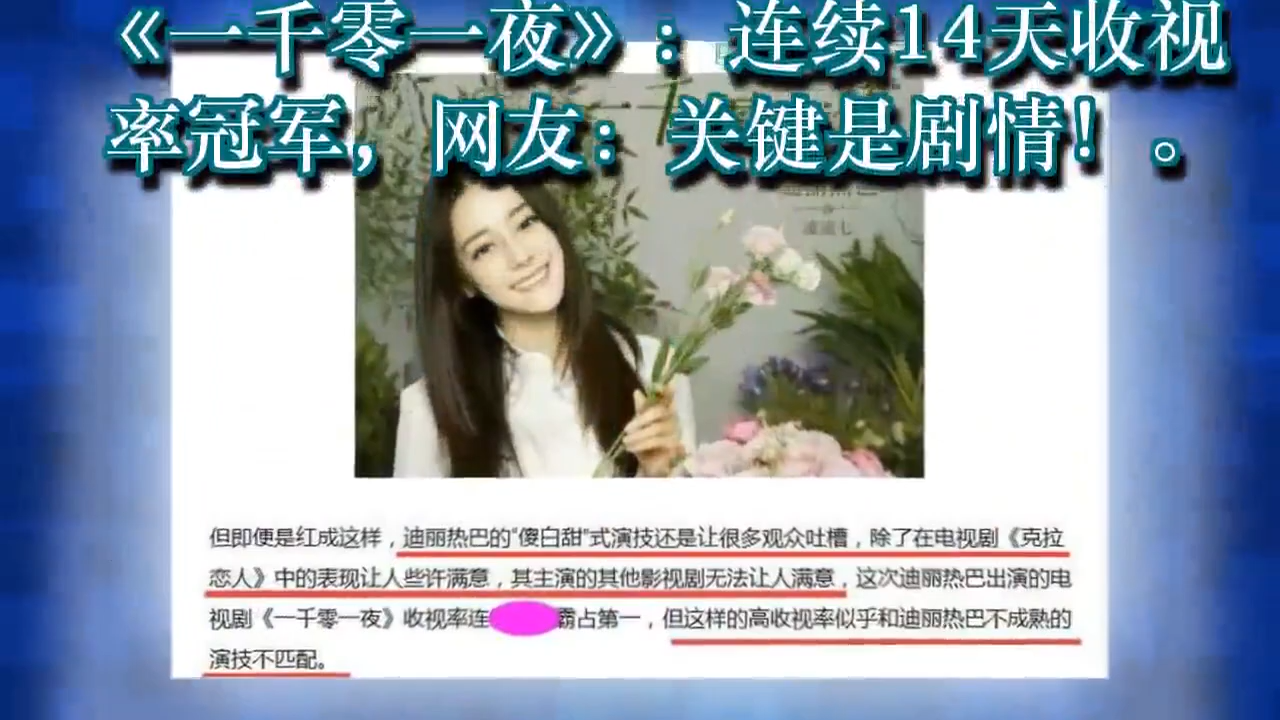 《一千零一夜》：连续14天收视
率冠军，网友：关键是剧情！。
但即便是红成这样，迪丽热巴的"傻白甜"式演技还是让很多观众吐槽，除了在电视剧《克拉
恋人》中的表现让人些许满意，其主演的其他影视剧无法让人满意，这次迪丽热巴出演的电
视剧《一千零一夜》收视率连霸占第一，但这样的高收视率似乎和迪丽热巴不成熟的
演技不匹配。